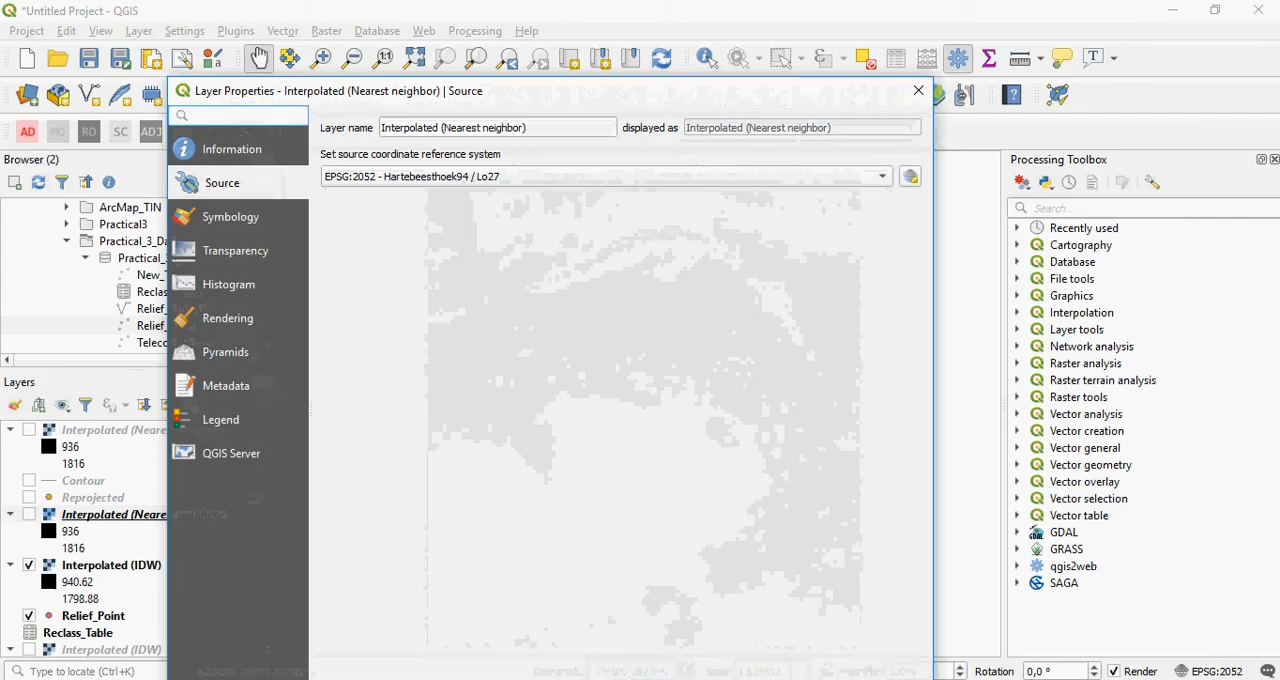 *Untitled Project - QGIS
Project Edit View Layer Settings Plugins Vector Raster Database Web Processing Help
Layer Properties - Interpolated (Nearest neighbor) | Source
AD MO RO SC ADJ
Layer name Interpolated (Nearest neighbor) displayed as Interpolated (Nearest neighbor)
Set source coordinate reference system
EPSG:2052 - Hartebeesthoek94 / Lo27
Information
Source
Symbology
Transparency
Histogram
Rendering
Pyramids
Metadata
Legend
QGIS Server
Browser (2)
ArcMap_TIN
Practical3
Practical_3_Da
Practical_
New_
Reclas
Relief_
Relief_
Teleco
Layers
Interpolated (Neare
936
1816
Contour
Reprojected
Interpolated (Neare
936
1816
Interpolated (IDW)
940.62
1798.88
Relief_Point
Reclass_Table
Interpolated (IDW)
Processing Toolbox
Search...
Recently used
Cartography
Database
File tools
Graphics
Interpolation
Layer tools
Network analysis
Raster analysis
Raster terrain analysis
Raster tools
Vector analysis
Vector creation
Vector general
Vector geometry
Vector overlay
Vector selection
Vector table
GDAL
GRASS
qgis2web
SAGA
Type to locate (Ctrl+K)
Rotation 0,0 ° Render EPSG:2052